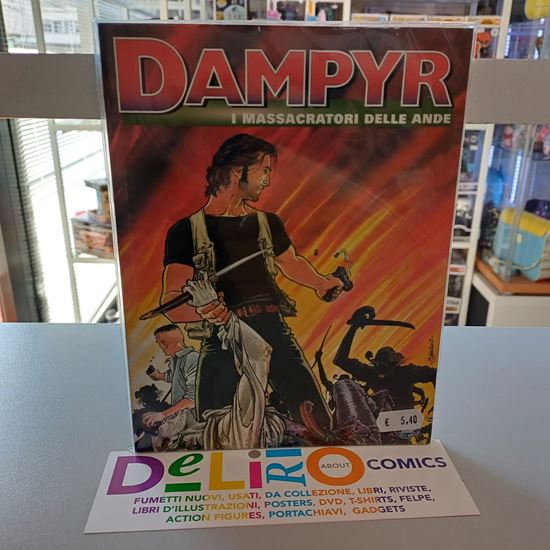 DAMPYR
I MASSACRATORI DELLE ANDE
€ 5,40
DeLiRiO ABOUT COMICS
FUMETTI NUOVI, USATI, DA COLLEZIONE, LIBRI, RIVISTE,
LIBRI D'ILLUSTRAZIONI, POSTERS, DVD, T-SHIRTS, FELPE,
ACTION FIGURES, PORTACHIAVI, GADGETS